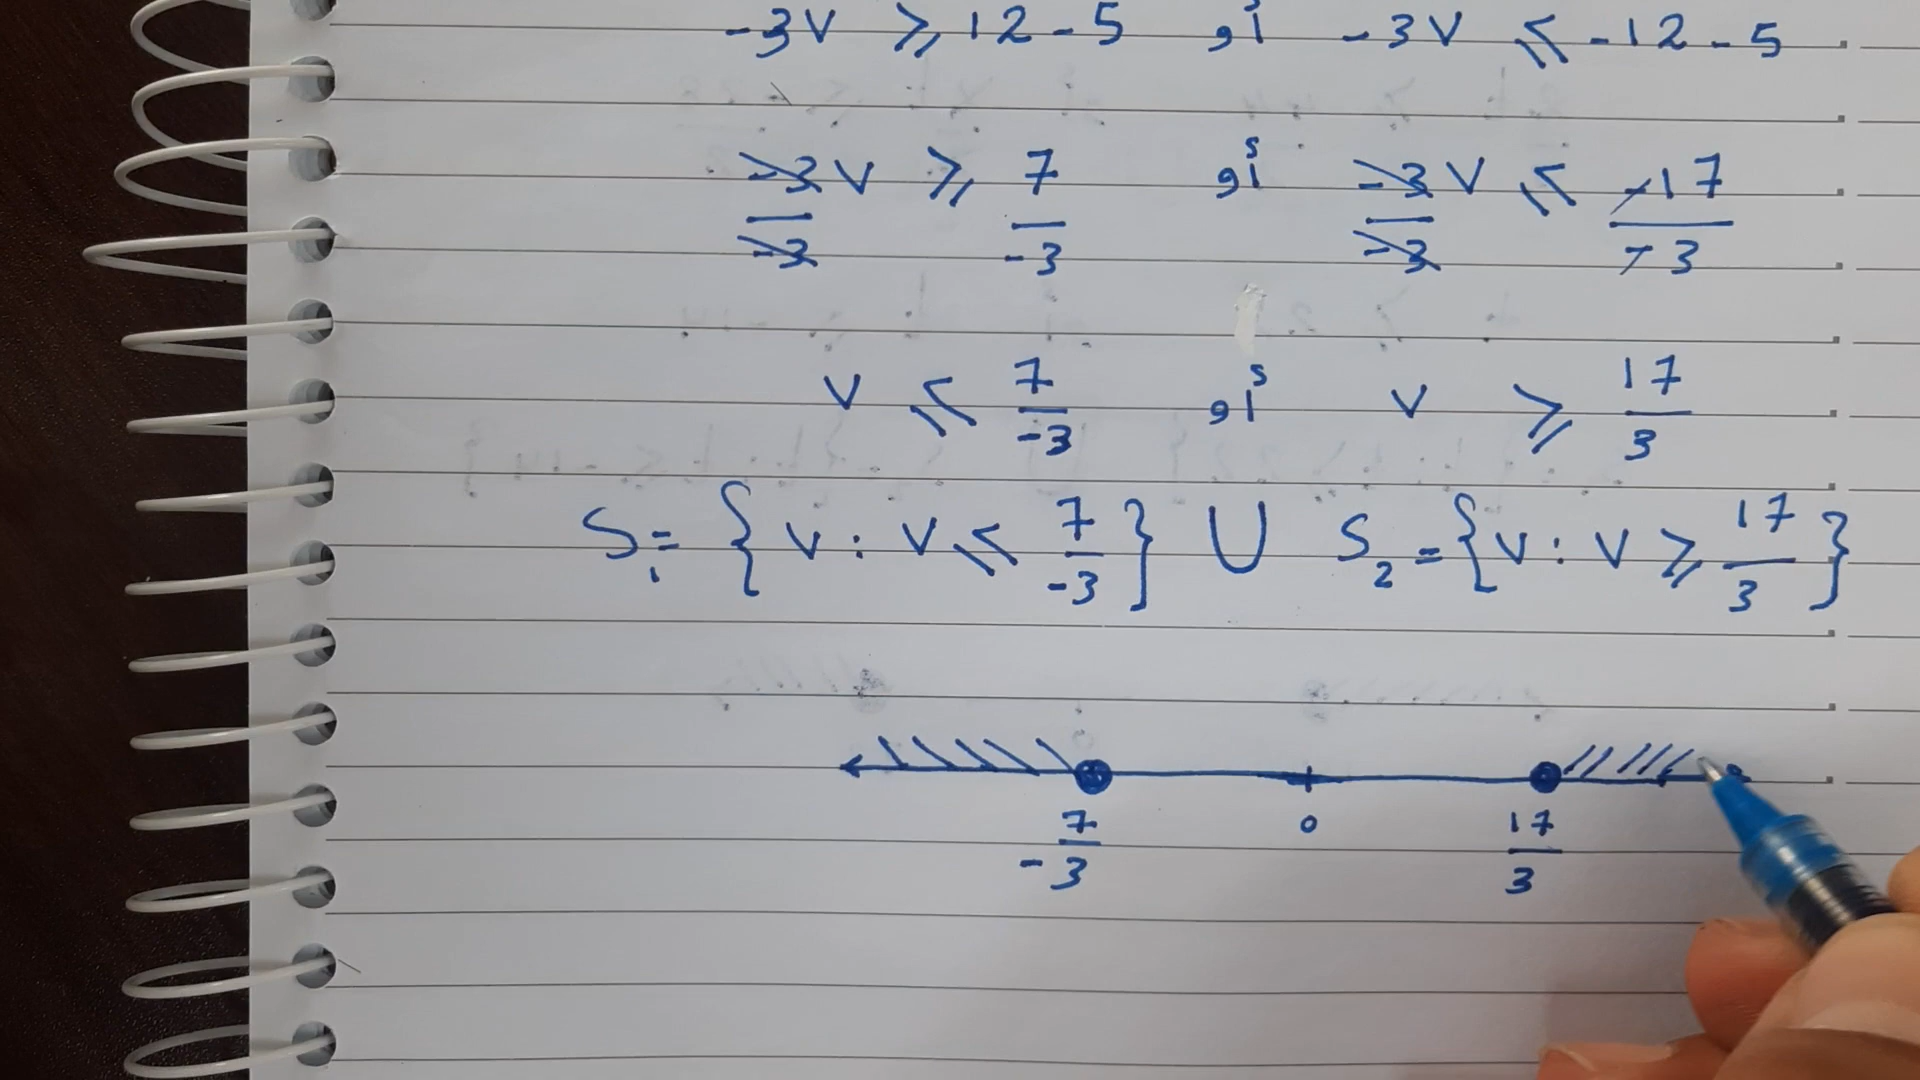 -3V ⩾ 12 - 5 او -3V ⩽ -12 - 5
-3V/-3 ⩾ 7/-3 أو -3V/-3 ⩽ -17/-3
V ⩽ 7/-3 أو V ⩾ 17/3
S₁ = {V : V ⩽ 7/-3} ∪ S₂ = {V : V ⩾ 17/3}
-7/3 0 17/3